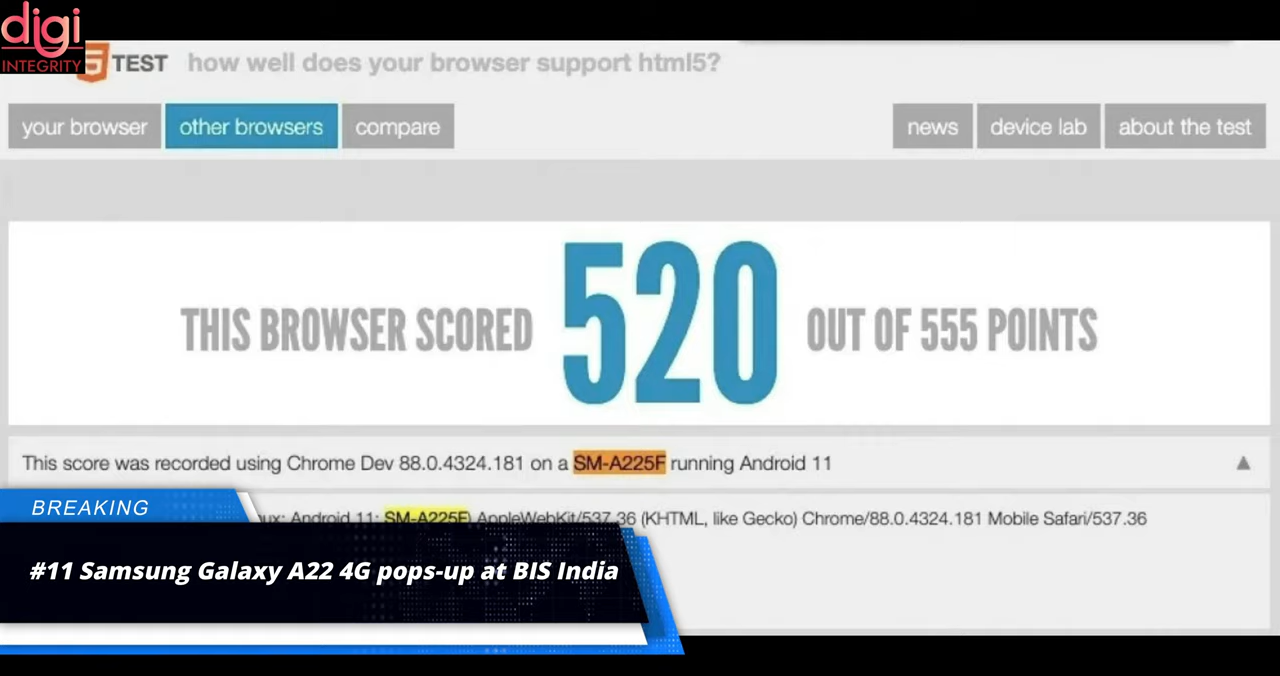 digi
INTEGRITY
5 TEST how well does your browser support html5?
your browser other browsers compare news device lab about the test
THIS BROWSER SCORED 520 OUT OF 555 POINTS
This score was recorded using Chrome Dev 88.0.4324.181 on a SM-A225F running Android 11
BREAKING
ux; Android 11; SM-A225F) AppleWebKit/537.36 (KHTML, like Gecko) Chrome/88.0.4324.181 Mobile Safari/537.36
#11 Samsung Galaxy A22 4G pops-up at BIS India